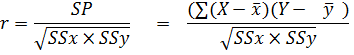 r = SP / √(SSx × SSy) = (∑(X − x̄)(Y − ȳ )) / √(SSx × SSy)